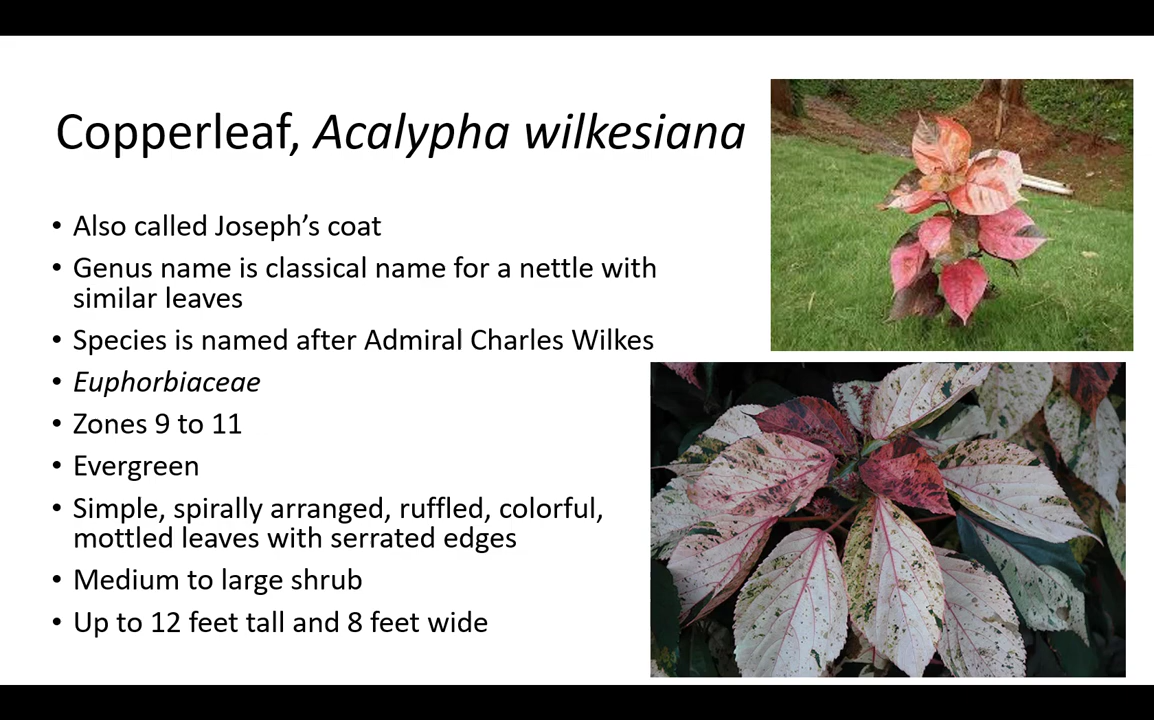 Copperleaf, Acalypha wilkesiana
• Also called Joseph’s coat
• Genus name is classical name for a nettle with
similar leaves
• Species is named after Admiral Charles Wilkes
• Euphorbiaceae
• Zones 9 to 11
• Evergreen
• Simple, spirally arranged, ruffled, colorful,
mottled leaves with serrated edges
• Medium to large shrub
• Up to 12 feet tall and 8 feet wide